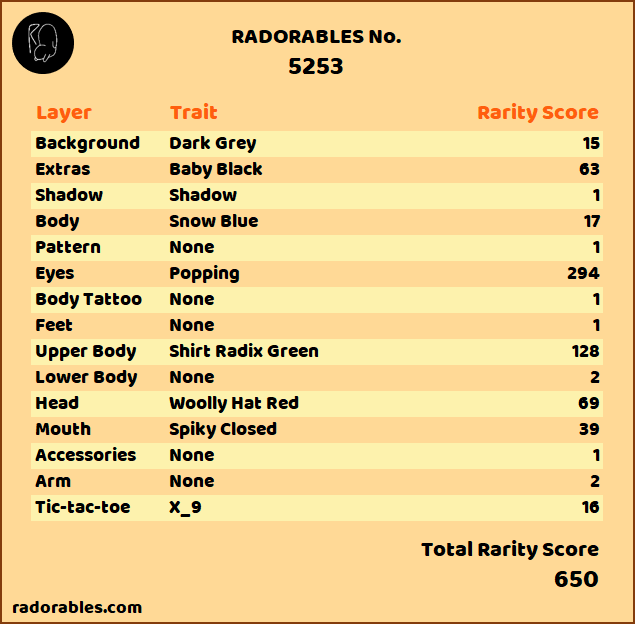 RADORABLES No.
5253
Layer Trait Rarity Score
Background Dark Grey 15
Extras Baby Black 63
Shadow Shadow 1
Body Snow Blue 17
Pattern None 1
Eyes Popping 294
Body Tattoo None 1
Feet None 1
Upper Body Shirt Radix Green 128
Lower Body None 2
Head Woolly Hat Red 69
Mouth Spiky Closed 39
Accessories None 1
Arm None 2
Tic-tac-toe X_9 16
Total Rarity Score
650
radorables.com